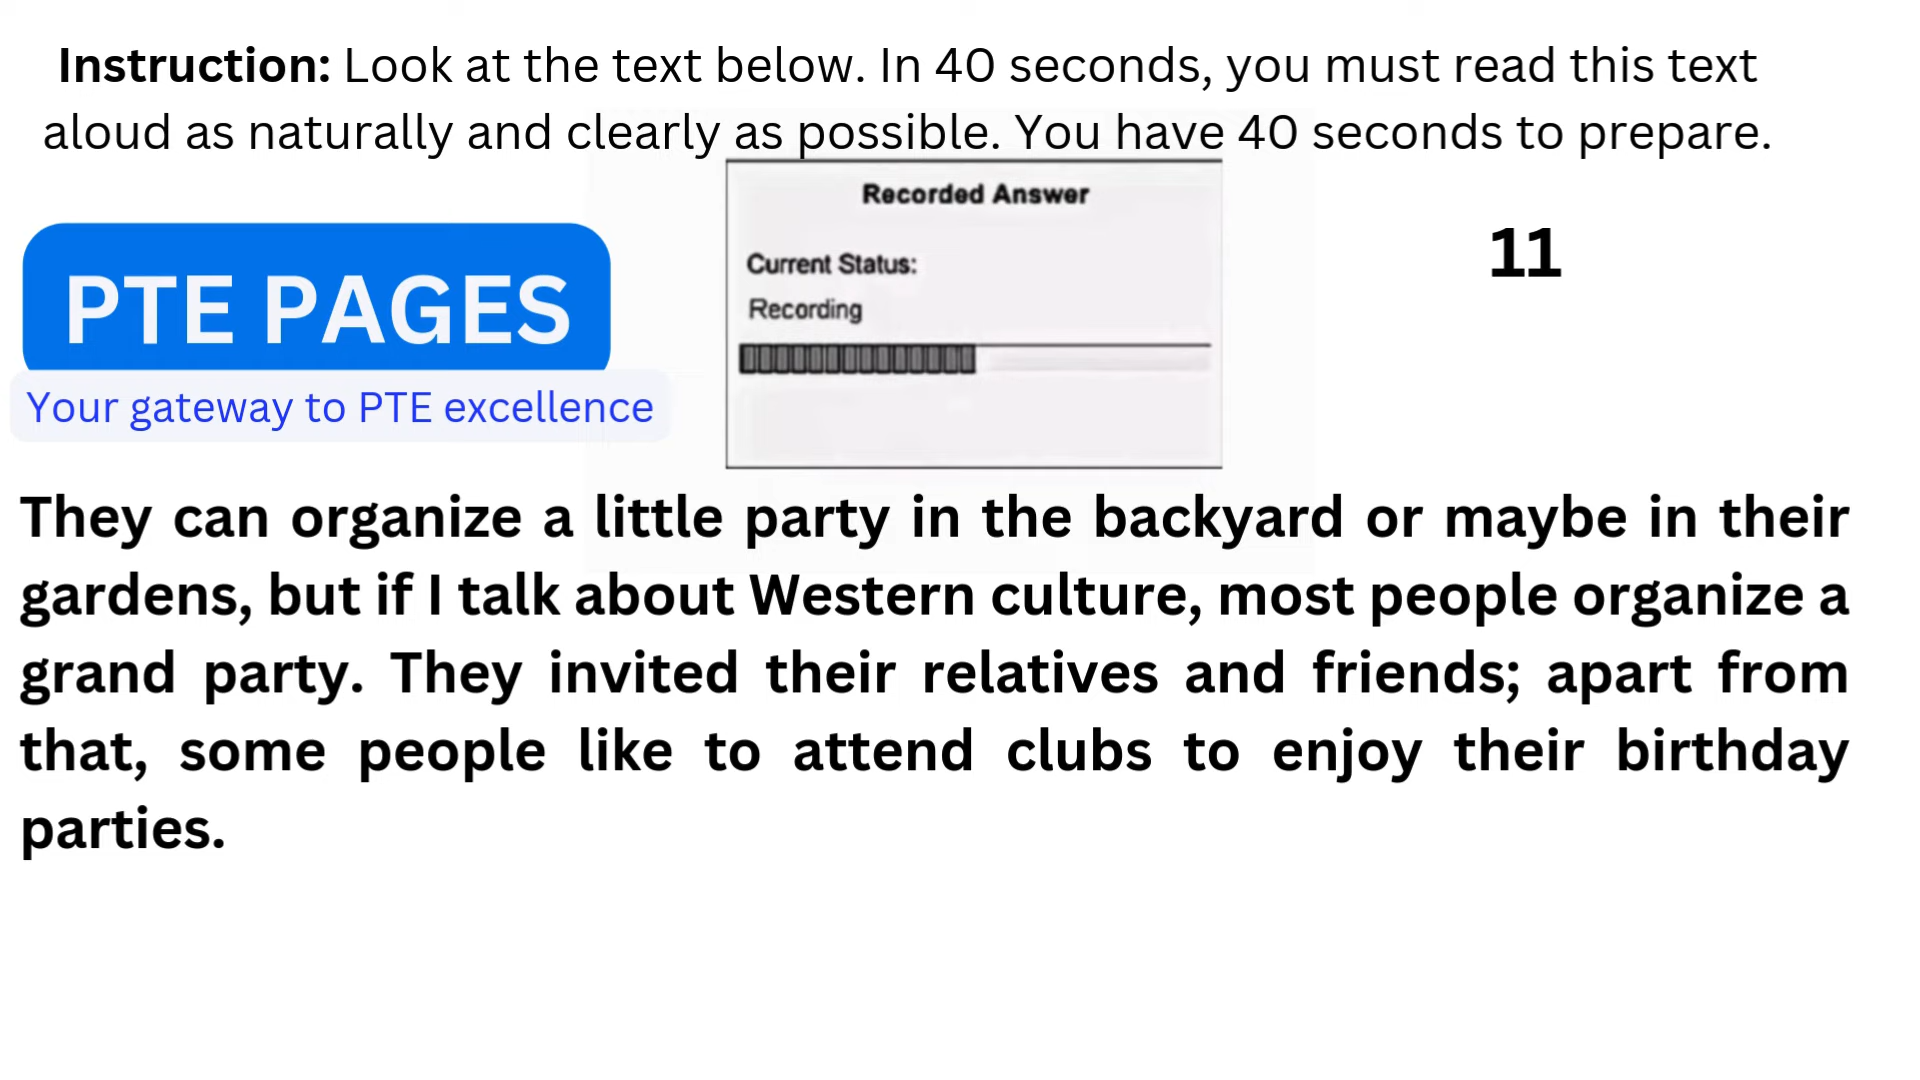 Instruction: Look at the text below. In 40 seconds, you must read this text
aloud as naturally and clearly as possible. You have 40 seconds to prepare.
Recorded Answer
11
Current Status:
PTE PAGES
Recording
Your gateway to PTE excellence
They can organize a little party in the backyard or maybe in their
gardens, but if I talk about Western culture, most people organize a
grand party. They invited their relatives and friends; apart from
that, some people like to attend clubs to enjoy their birthday
parties.